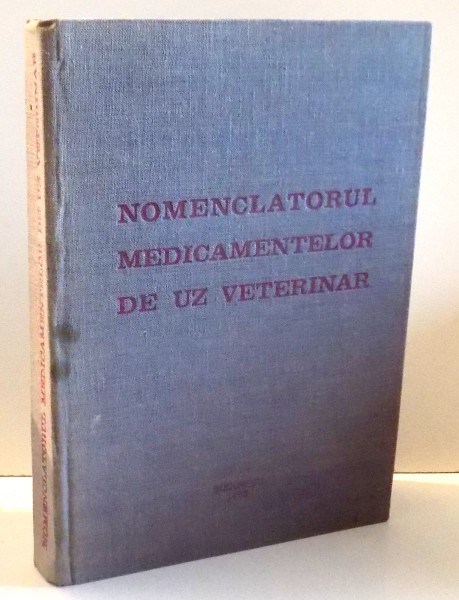 NOMENCLATORUL
MEDICAMENTELOR
DE UZ VETERINAR
NOMENCLATORUL MEDICAMENTELOR DE UZ VETERINAR